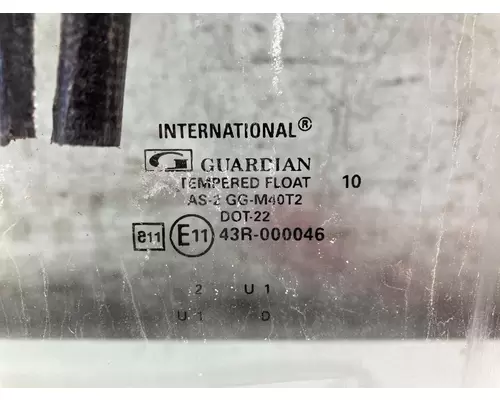 INTERNATIONAL®
G GUARDIAN
TEMPERED FLOAT 10
AS-2 GG-M40T2
DOT-22
e11 E11 43R-000046
2 U 1
U 1 D